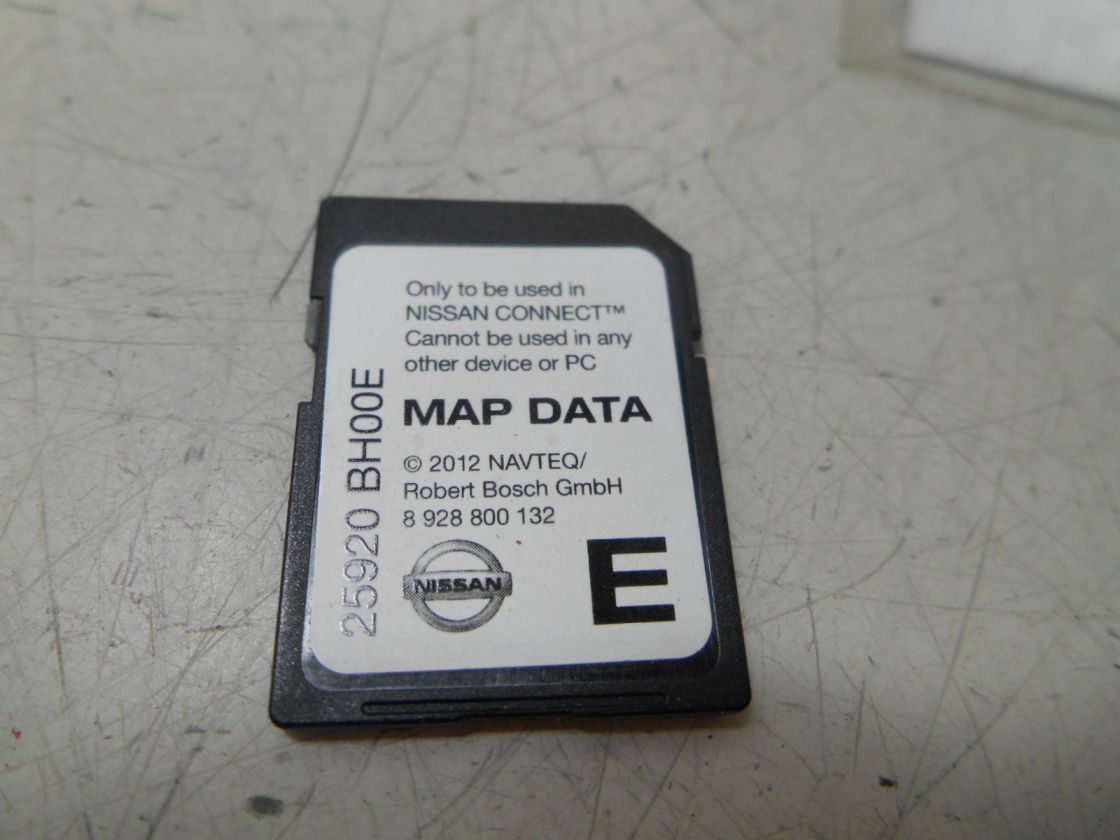 Only to be used in
NISSAN CONNECT™
Cannot be used in any
other device or PC
MAP DATA
© 2012 NAVTEQ/
Robert Bosch GmbH
8 928 800 132
NISSAN
E
25920 BH00E